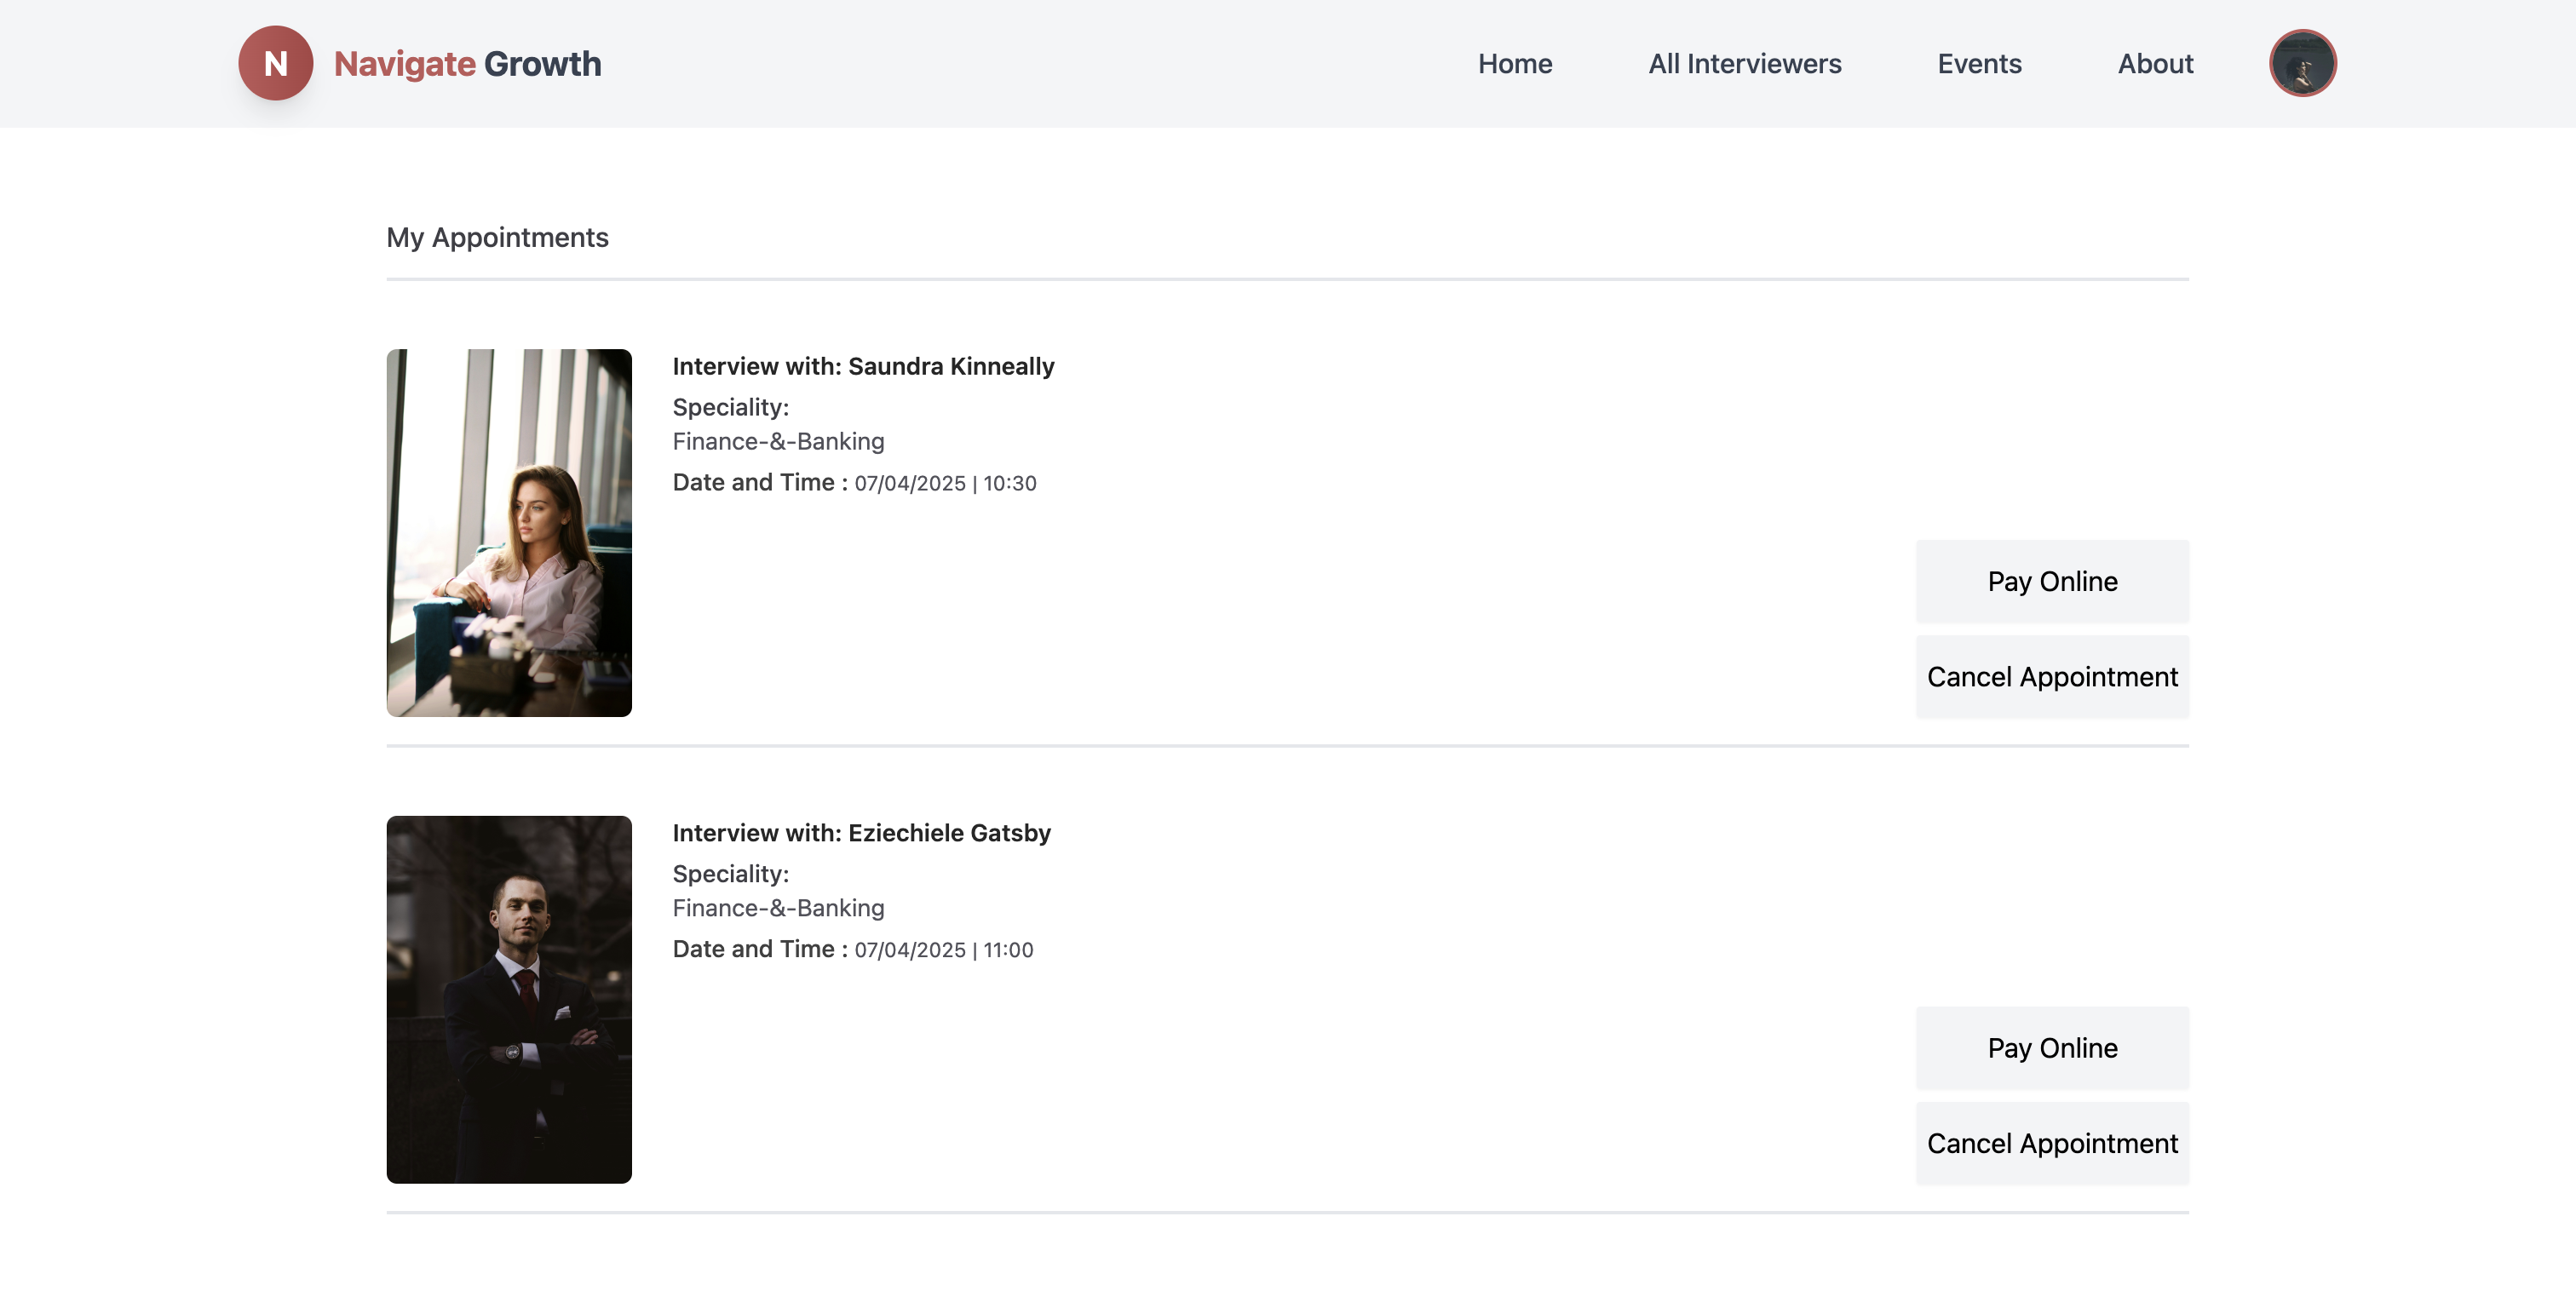 N
Navigate Growth
Home
All Interviewers
Events
About
My Appointments
Interview with: Saundra Kinneally
Speciality:
Finance-&-Banking
Date and Time : 07/04/2025 | 10:30
Pay Online
Cancel Appointment
Interview with: Eziechiele Gatsby
Speciality:
Finance-&-Banking
Date and Time : 07/04/2025 | 11:00
Pay Online
Cancel Appointment